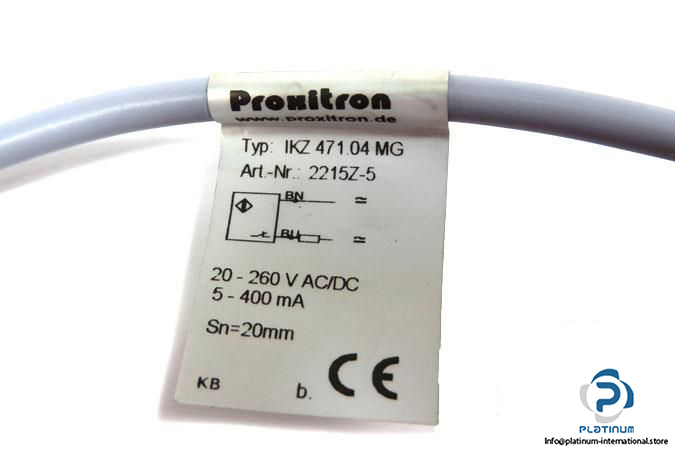 Proxitron
www.proxitron.de
Typ: IKZ 471.04 MG
Art.-Nr.: 2215Z-5
BN
BU
20 - 260 V AC/DC
5 - 400 mA
Sn=20mm
KB b. CE
PLATINUM
Info@platinum-international.store